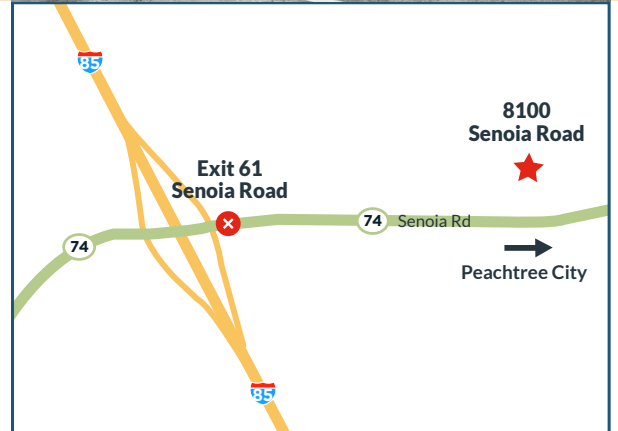 85
8100
Senoia Road
Exit 61
Senoia Road
74
Senoia Rd
74
Peachtree City
85